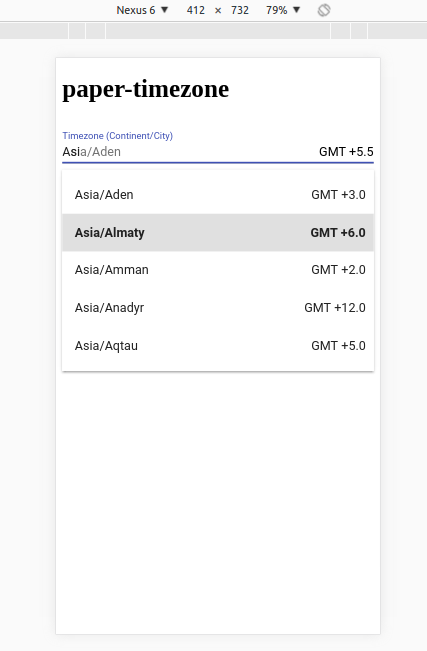 Nexus 6 ▼ 412 × 732 79% ▼
paper-timezone
Timezone (Continent/City)
Asia/Aden GMT +5.5
Asia/Aden GMT +3.0
Asia/Almaty GMT +6.0
Asia/Amman GMT +2.0
Asia/Anadyr GMT +12.0
Asia/Aqtau GMT +5.0